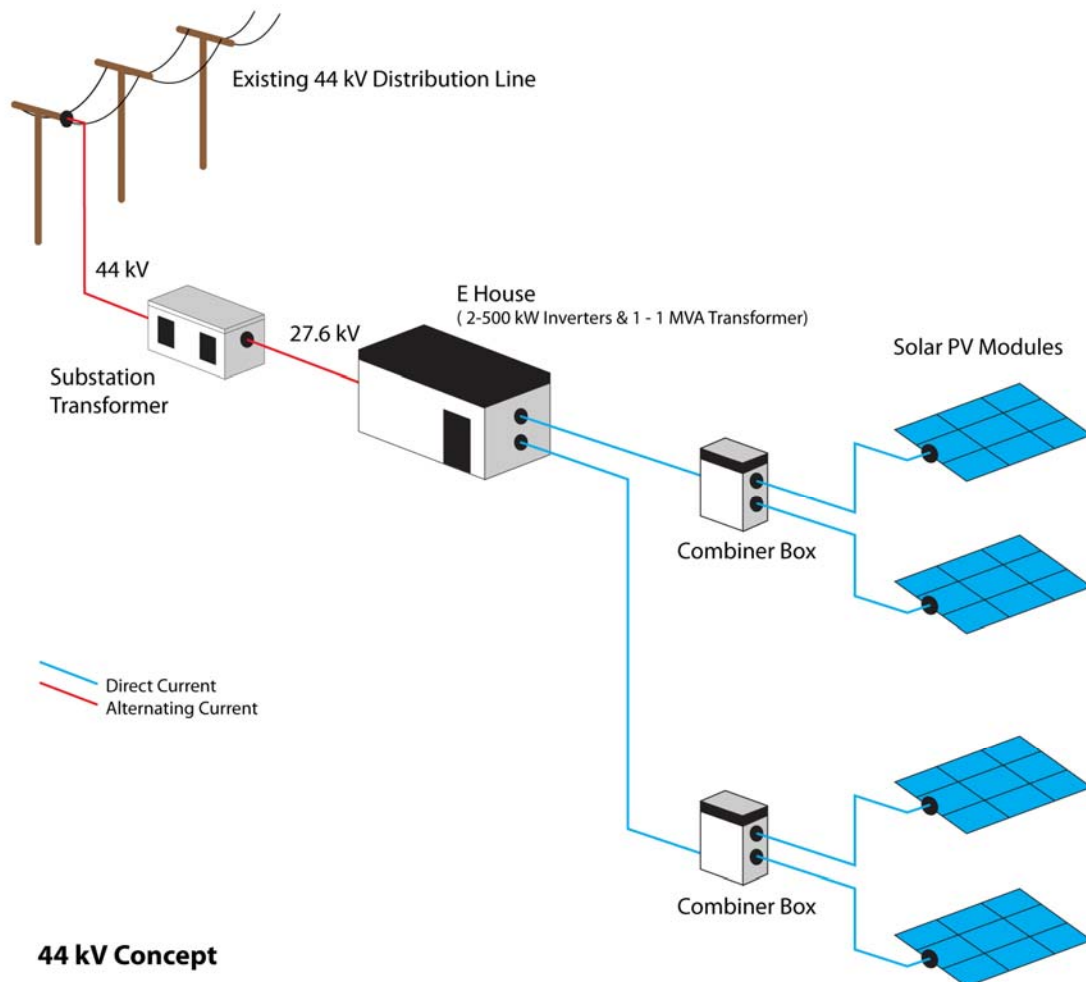 Existing 44 kV Distribution Line
44 kV
E House
( 2-500 kW Inverters & 1 - 1 MVA Transformer)
27.6 kV
Solar PV Modules
Substation
Transformer
Combiner Box
Direct Current
Alternating Current
Combiner Box
44 kV Concept